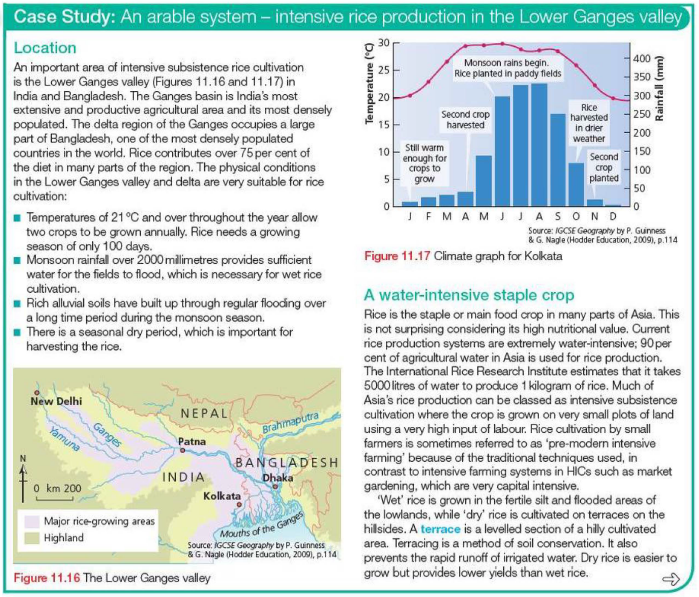 Case Study: An arable system – intensive rice production in the Lower Ganges valley
Location
An important area of intensive subsistence rice cultivation
is the Lower Ganges valley (Figures 11.16 and 11.17) in
India and Bangladesh. The Ganges basin is India's most
extensive and productive agricultural area and its most densely
populated. The delta region of the Ganges occupies a large
part of Bangladesh, one of the most densely populated
countries in the world. Rice contributes over 75 per cent of
the diet in many parts of the region. The physical conditions
in the Lower Ganges valley and delta are very suitable for rice
cultivation:
■ Temperatures of 21 °C and over throughout the year allow
two crops to be grown annually. Rice needs a growing
season of only 100 days.
■ Monsoon rainfall over 2000 millimetres provides sufficient
water for the fields to flood, which is necessary for wet rice
cultivation.
■ Rich alluvial soils have built up through regular flooding over
a long time period during the monsoon season.
■ There is a seasonal dry period, which is important for
harvesting the rice.
New Delhi
NEPAL
Brahmaputra
Ganges
Yamuna
Patna
BANGLADESH
N
INDIA
Dhaka
0 km 200
Kolkata
Major rice-growing areas
Highland
Mouths of the Ganges
Source: IGCSE Geography by P. Guinness
& G. Nagle (Hodder Education, 2009), p.114
Figure 11.16 The Lower Ganges valley
Temperature (°C)
30
25
20
15
10
5
0
Monsoon rains begin.
Rice planted in paddy fields
Second crop
harvested
Rice
harvested
in drier
weather
Still warm
enough for
crops to
grow
Second
crop
planted
Rainfall (mm)
400
350
300
250
200
150
100
50
0
J F M A M J J A S O N D
Source: IGCSE Geography by P. Guinness
& G. Nagle (Hodder Education, 2009), p.114
Figure 11.17 Climate graph for Kolkata
A water-intensive staple crop
Rice is the staple or main food crop in many parts of Asia. This
is not surprising considering its high nutritional value. Current
rice production systems are extremely water-intensive; 90 per
cent of agricultural water in Asia is used for rice production.
The International Rice Research Institute estimates that it takes
5000 litres of water to produce 1 kilogram of rice. Much of
Asia's rice production can be classed as intensive subsistence
cultivation where the crop is grown on very small plots of land
using a very high input of labour. Rice cultivation by small
farmers is sometimes referred to as 'pre-modern intensive
farming' because of the traditional techniques used, in
contrast to intensive farming systems in HICs such as market
gardening, which are very capital intensive.
'Wet' rice is grown in the fertile silt and flooded areas of
the lowlands, while 'dry' rice is cultivated on terraces on the
hillsides. A terrace is a levelled section of a hilly cultivated
area. Terracing is a method of soil conservation. It also
prevents the rapid runoff of irrigated water. Dry rice is easier to
grow but provides lower yields than wet rice.